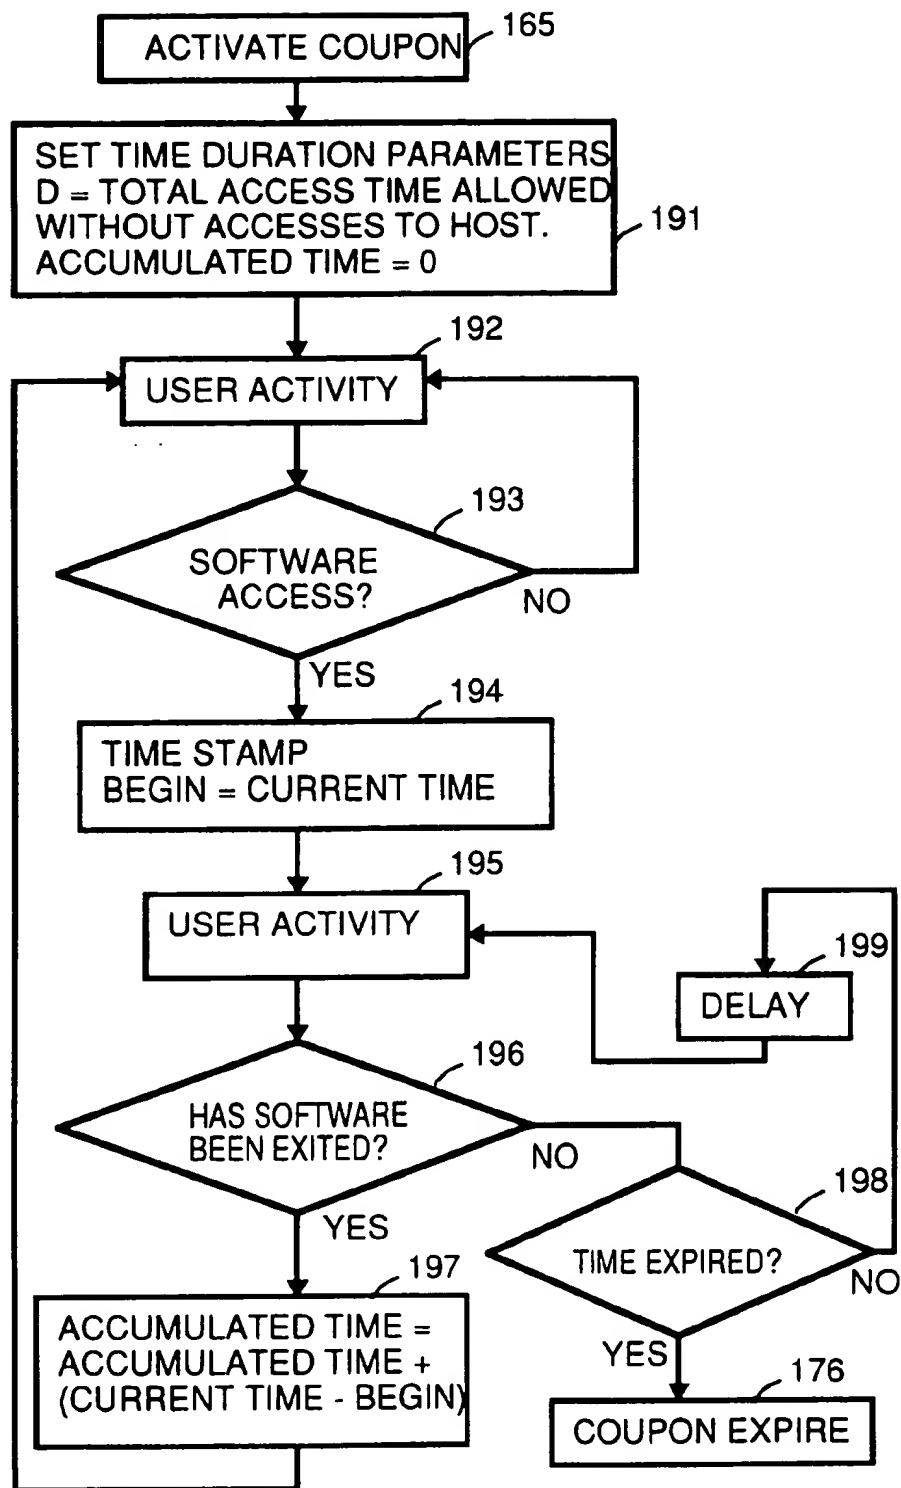 ACTIVATE COUPON
165
SET TIME DURATION PARAMETERS
D = TOTAL ACCESS TIME ALLOWED
WITHOUT ACCESSES TO HOST.
ACCUMULATED TIME = 0
191
192
USER ACTIVITY
193
SOFTWARE
ACCESS?
NO
YES
194
TIME STAMP
BEGIN = CURRENT TIME
195
USER ACTIVITY
199
DELAY
196
HAS SOFTWARE
BEEN EXITED?
NO
YES
198
TIME EXPIRED?
NO
197
ACCUMULATED TIME =
ACCUMULATED TIME +
(CURRENT TIME - BEGIN)
YES
176
COUPON EXPIRE